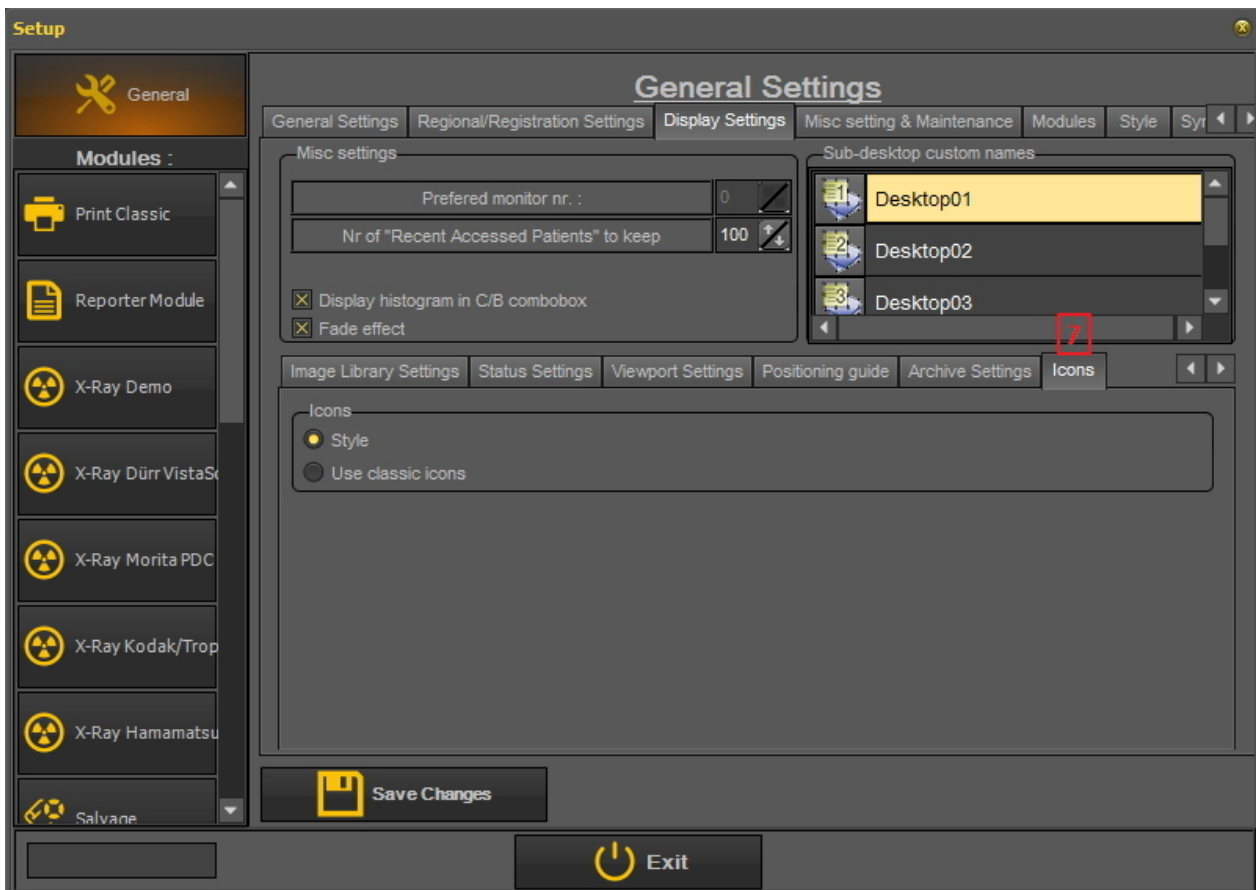 Setup
General
Modules :
Print Classic
Reporter Module
X-Ray Demo
X-Ray Dürr VistaSc
X-Ray Morita PDC
X-Ray Kodak/Trop
X-Ray Hamamatsu
Salvage
General Settings
General Settings Regional/Registration Settings Display Settings Misc setting & Maintenance Modules Style Syr
Misc settings
Prefered monitor nr. : 0
Nr of "Recent Accessed Patients" to keep 100
Display histogram in C/B combobox
Fade effect
Sub-desktop custom names
1 Desktop01
2 Desktop02
3 Desktop03
7
Image Library Settings Status Settings Viewport Settings Positioning guide Archive Settings Icons
Icons
Style
Use classic icons
Save Changes
Exit